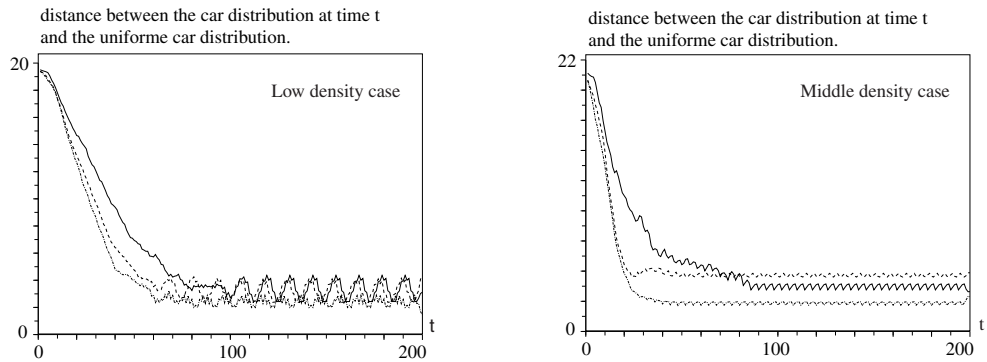 distance between the car distribution at time t
and the uniforme car distribution.
20
Low density case
0
t
0
100
200
distance between the car distribution at time t
and the uniforme car distribution.
22
Middle density case
0
t
0
100
200